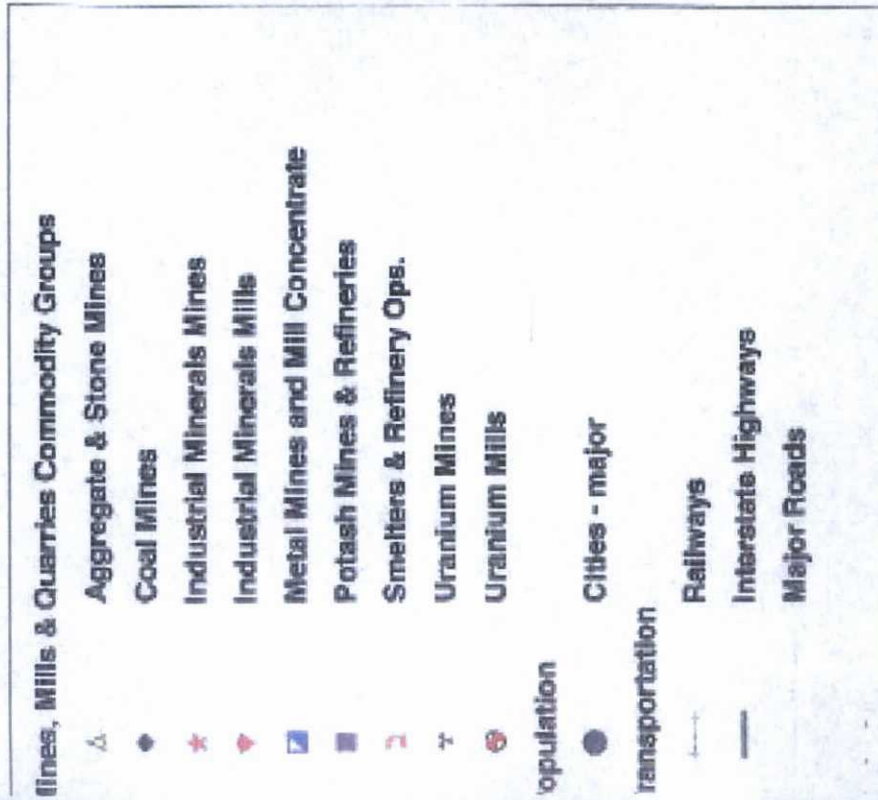 lines, Mills & Quarries Commodity Groups
Aggregate & Stone Mines
Coal Mines
Industrial Minerals Mines
Industrial Minerals Mills
Metal Mines and Mill Concentrate
Potash Mines & Refineries
Smelters & Refinery Ops.
Uranium Mines
Uranium Mills
opulation
Cities - major
ransportation
Railways
Interstate Highways
Major Roads